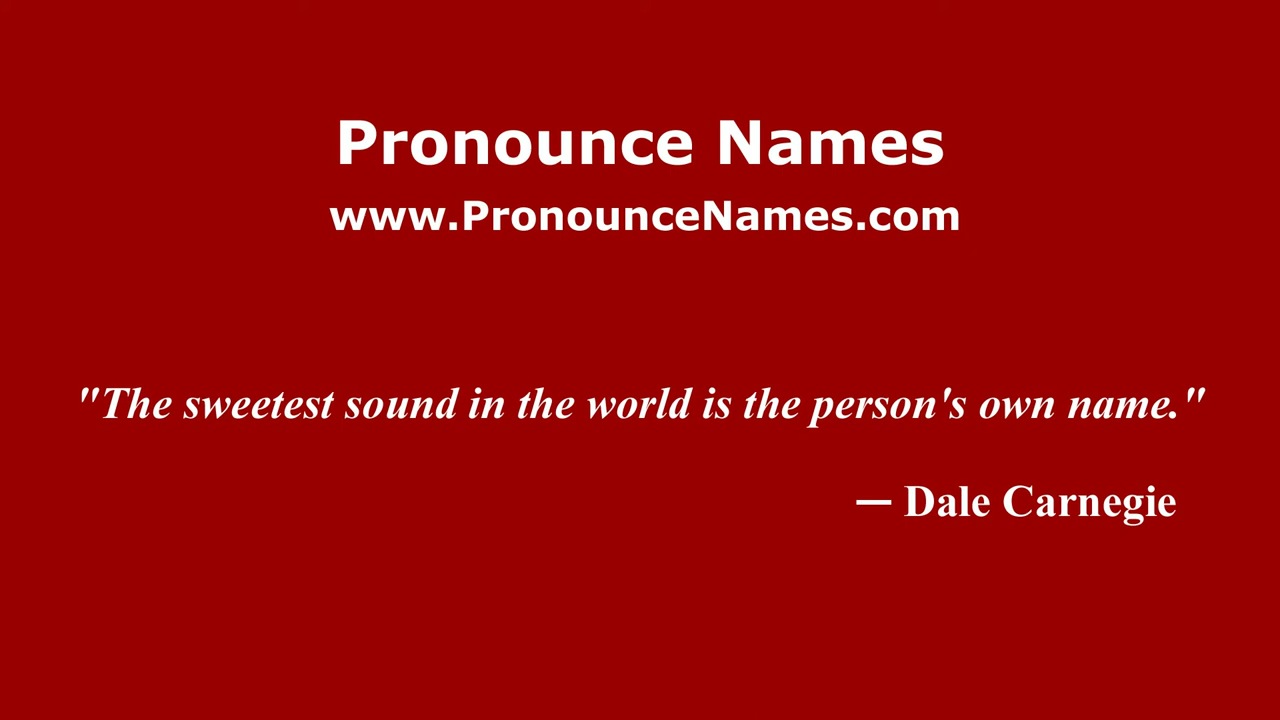 Pronounce Names
www.PronounceNames.com
"The sweetest sound in the world is the person's own name."
— Dale Carnegie